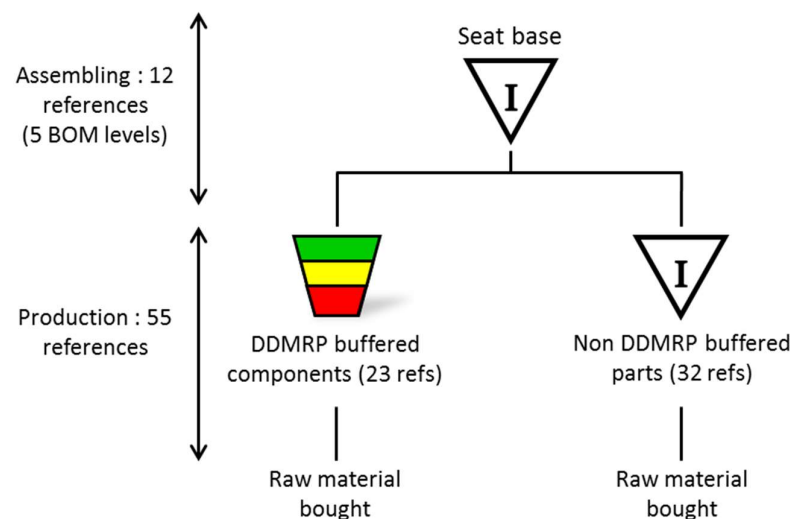 Seat base
I
Assembling : 12
references
(5 BOM levels)
I
Production : 55
references
DDMRP buffered
components (23 refs)
Non DDMRP buffered
parts (32 refs)
Raw material
bought
Raw material
bought